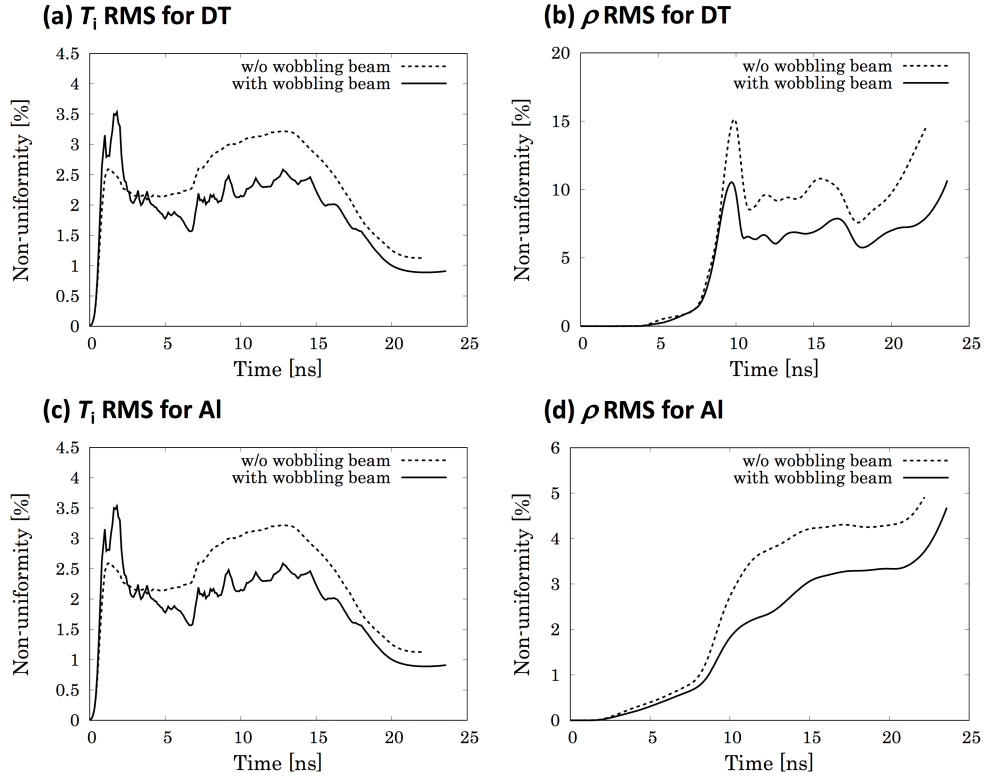 (a) Ti RMS for DT
4.5
4
3.5
3
2.5
2
1.5
1
0.5
0
Non-uniformity [%]
w/o wobbling beam
with wobbling beam
0 5 10 15 20 25
Time [ns]
(b) ρ RMS for DT
20
15
10
5
0
Non-uniformity [%]
w/o wobbling beam
with wobbling beam
0 5 10 15 20 25
Time [ns]
(c) Ti RMS for Al
4.5
4
3.5
3
2.5
2
1.5
1
0.5
0
Non-uniformity [%]
w/o wobbling beam
with wobbling beam
0 5 10 15 20 25
Time [ns]
(d) ρ RMS for Al
6
5
4
3
2
1
0
Non-uniformity [%]
w/o wobbling beam
with wobbling beam
0 5 10 15 20 25
Time [ns]